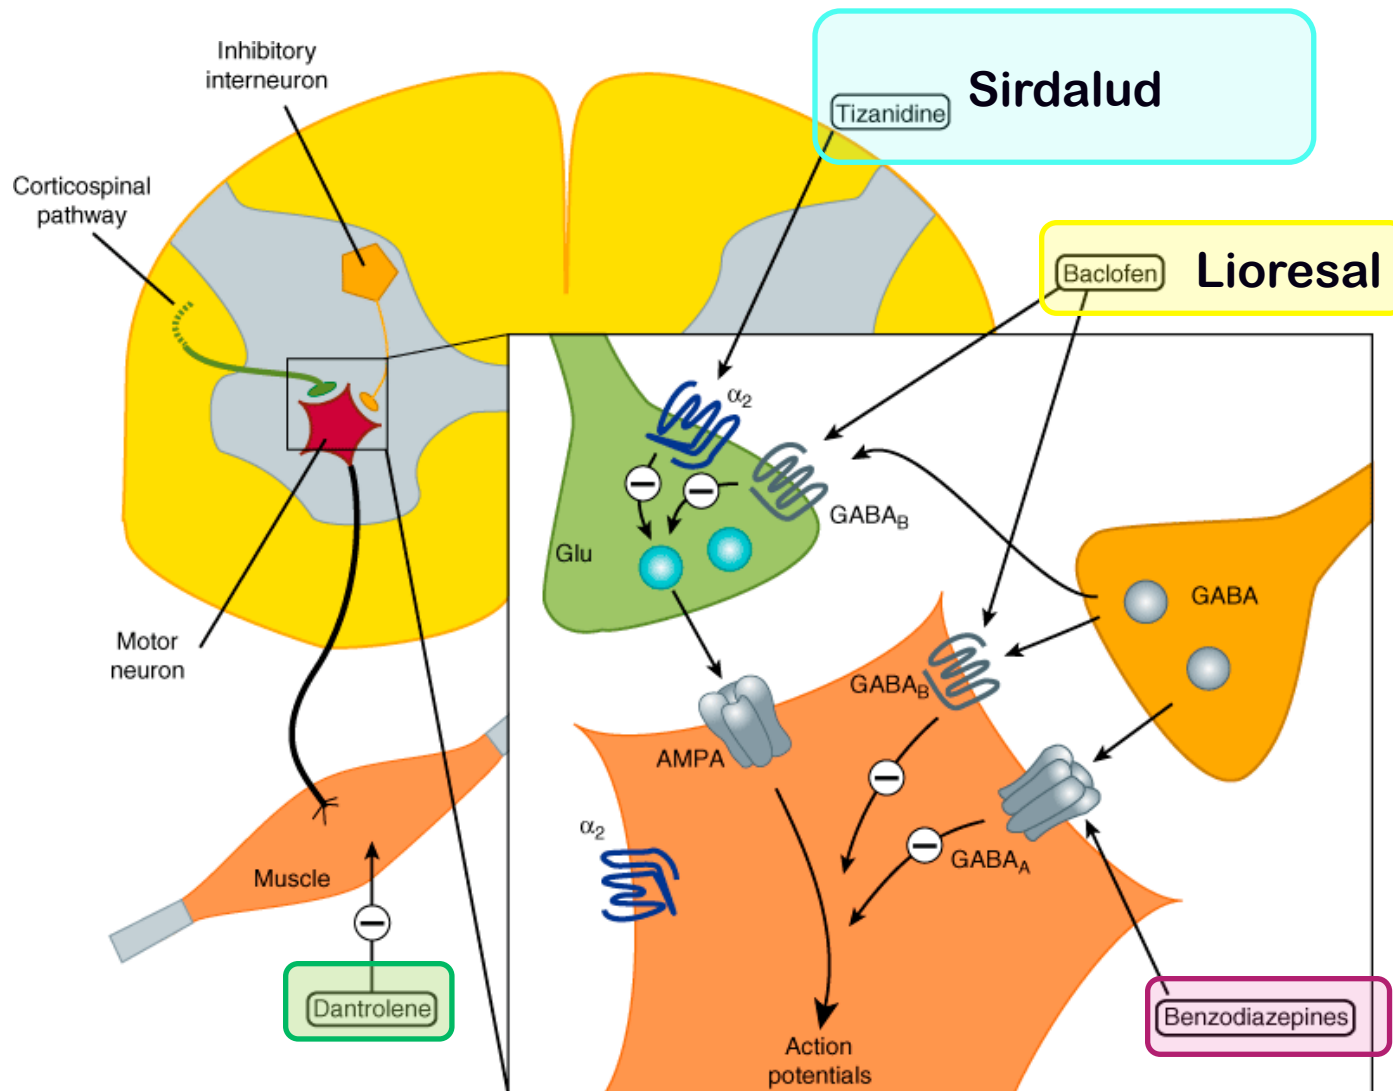 Inhibitory
interneuron
Sirdalud
Tizanidine
Corticospinal
pathway
Baclofen
Lioresal
α2
GABAB
Glu
GABA
Motor
neuron
GABAB
AMPA
α2
GABAA
Muscle
Dantrolene
Benzodiazepines
Action
potentials